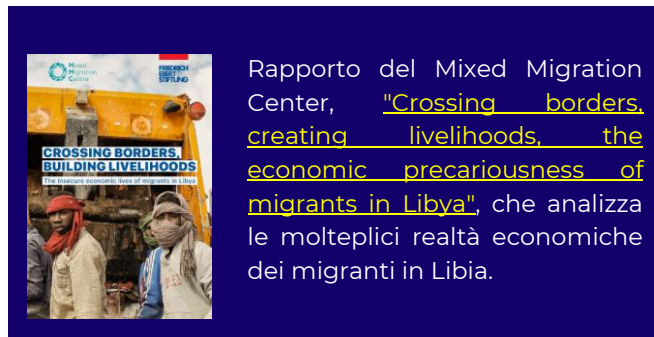 Mixed
Migration
Centre
FRIEDRICH
EBERT
STIFTUNG
CROSSING BORDERS,
BUILDING LIVELIHOODS
The insecure economic lives of migrants in Libya
Rapporto del Mixed Migration
Center, "Crossing borders,
creating livelihoods, the
economic precariousness of
migrants in Libya", che analizza
le molteplici realtà economiche
dei migranti in Libia.